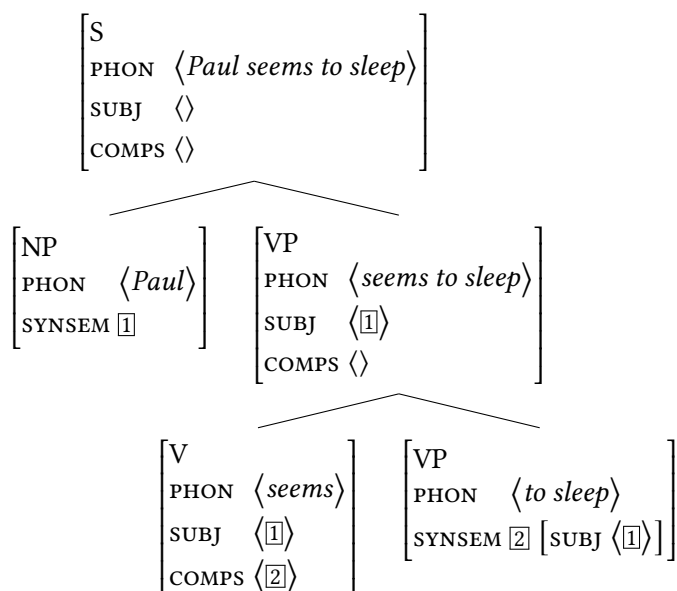 S
PHON ⟨Paul seems to sleep⟩
SUBJ ⟨⟩
COMPS ⟨⟩
NP
PHON ⟨Paul⟩
SYNSEM 1
VP
PHON ⟨seems to sleep⟩
SUBJ ⟨1⟩
COMPS ⟨⟩
V
PHON ⟨seems⟩
SUBJ ⟨1⟩
COMPS ⟨2⟩
VP
PHON ⟨to sleep⟩
SYNSEM 2 [SUBJ ⟨1⟩]